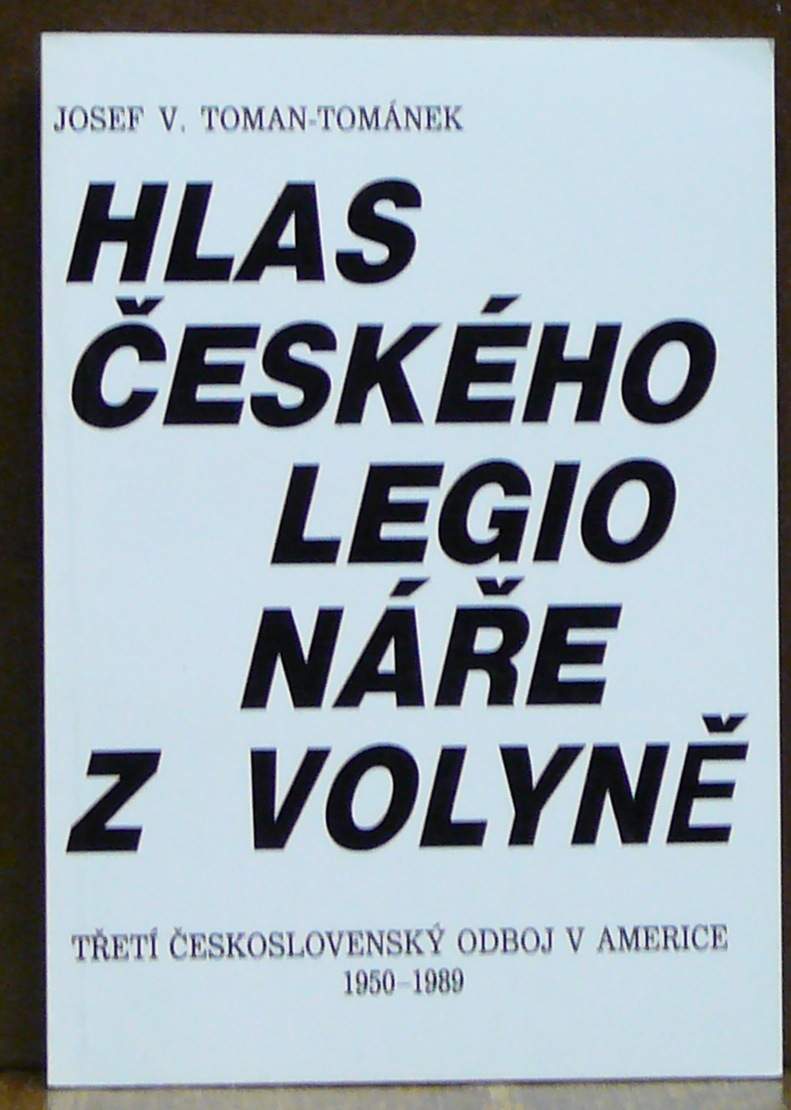 JOSEF V. TOMAN-TOMÁNEK
HLAS
ČESKÉHO
LEGIO
NÁŘE
Z VOLYNĚ
TŘETÍ ČESKOSLOVENSKÝ ODBOJ V AMERICE
1950-1989